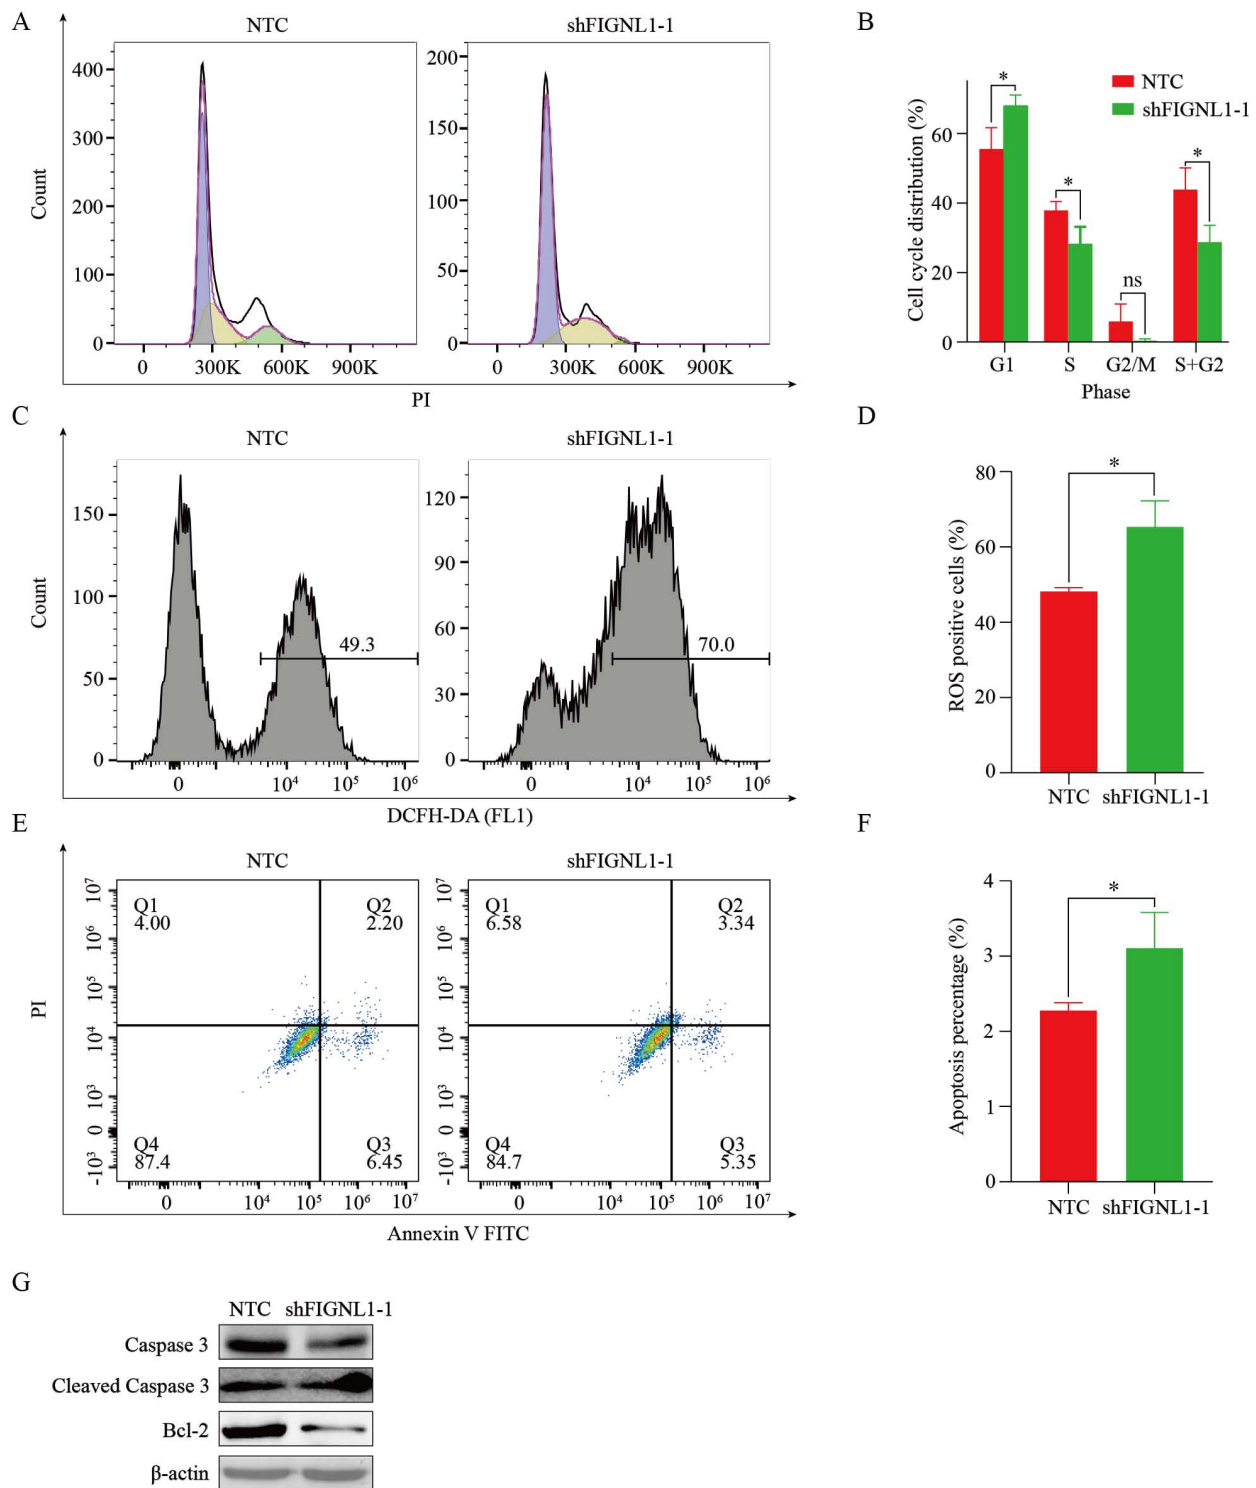 A
NTC
shFIGNL1-1
400
300
200
100
0
Count
0 300K 600K 900K
200
150
100
50
0
0 300K 600K 900K
PI
B
NTC
shFIGNL1-1
Cell cycle distribution (%)
60
40
20
0
* * ns *
G1 S G2/M S+G2
Phase
C
NTC
shFIGNL1-1
Count
150
100
50
0
49.3
0 10⁴ 10⁵ 10⁶
120
90
60
30
0
70.0
0 10⁴ 10⁵ 10⁶
DCFH-DA (FL1)
D
ROS positive cells (%)
80
60
40
20
0
*
NTC shFIGNL1-1
E
NTC
shFIGNL1-1
PI
10⁷
10⁶
10⁵
10⁴
10³
0
-10³
Q1
4.00
Q2
2.20
Q4
87.4
Q3
6.45
0 10⁴ 10⁵ 10⁶ 10⁷
10⁷
10⁶
10⁵
10⁴
10³
0
-10³
Q1
6.58
Q2
3.34
Q4
84.7
Q3
5.35
0 10⁴ 10⁵ 10⁶ 10⁷
Annexin V FITC
F
Apoptosis percentage (%)
4
3
2
1
0
*
NTC shFIGNL1-1
G
NTC shFIGNL1-1
Caspase 3
Cleaved Caspase 3
Bcl-2
β-actin